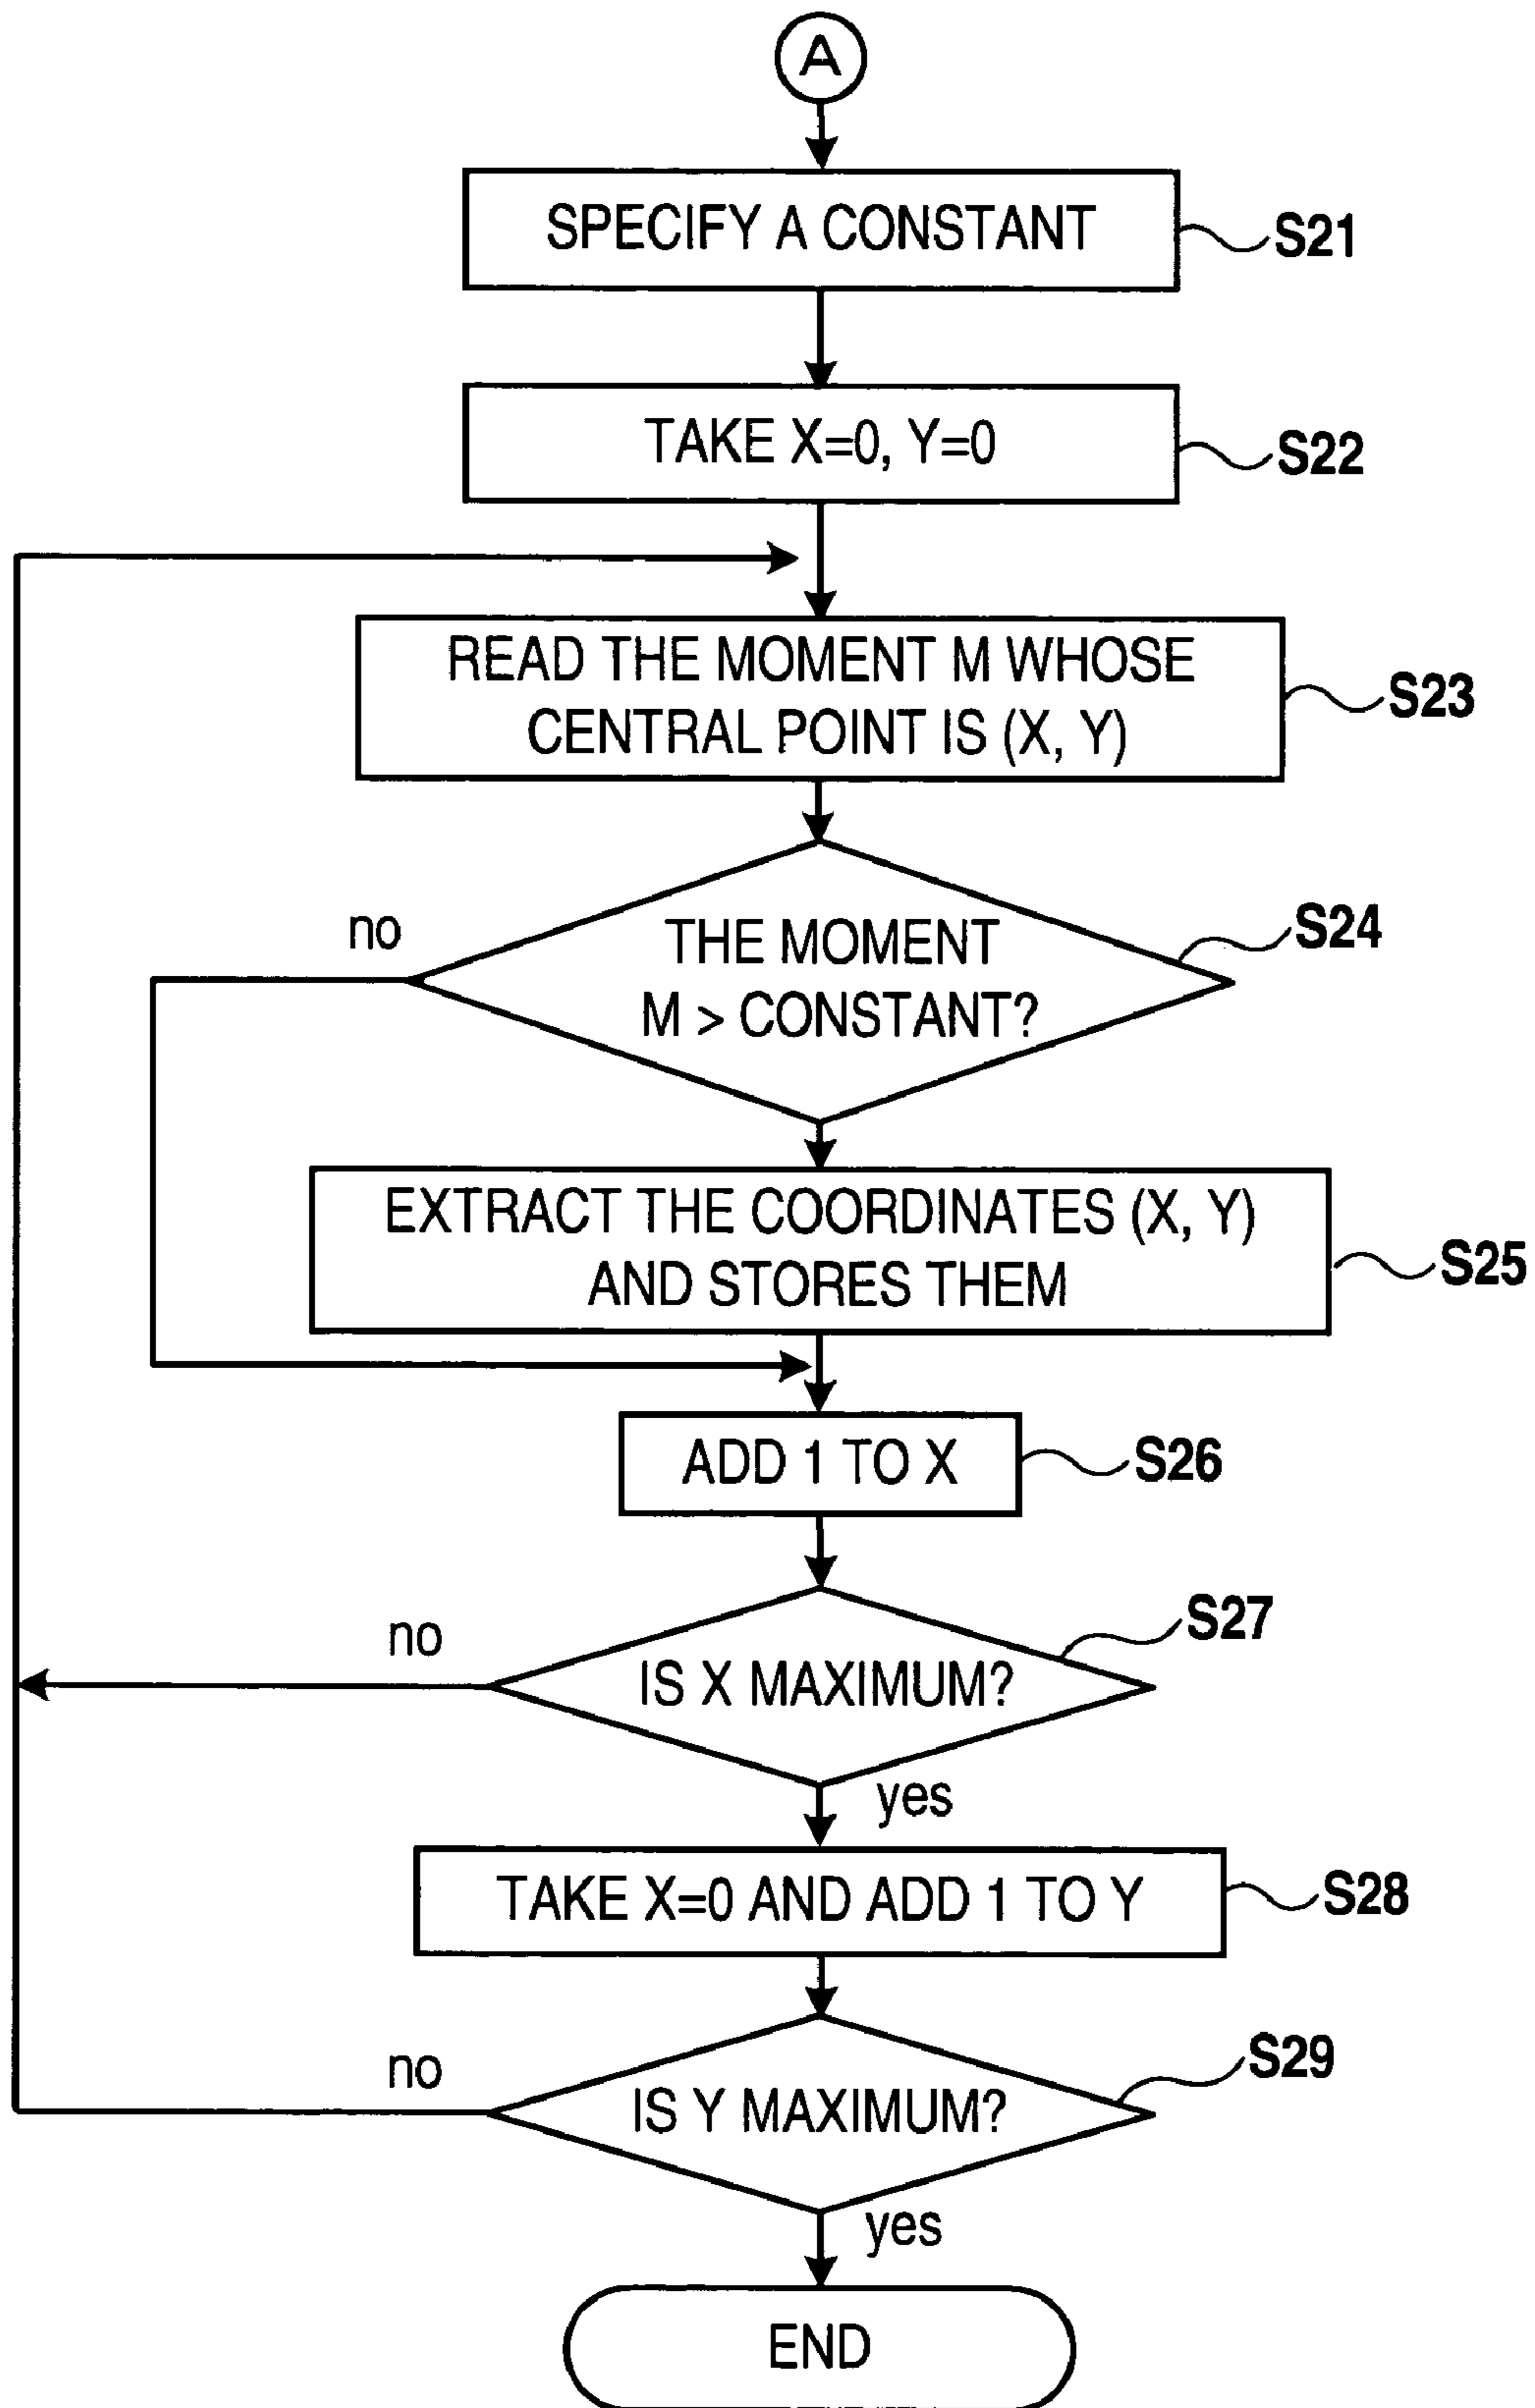 A
SPECIFY A CONSTANT
S21
TAKE X=0, Y=0
S22
READ THE MOMENT M WHOSE
CENTRAL POINT IS (X, Y)
S23
no
THE MOMENT
M > CONSTANT?
S24
EXTRACT THE COORDINATES (X, Y)
AND STORES THEM
S25
ADD 1 TO X
S26
no
IS X MAXIMUM?
S27
yes
TAKE X=0 AND ADD 1 TO Y
S28
no
IS Y MAXIMUM?
S29
yes
END